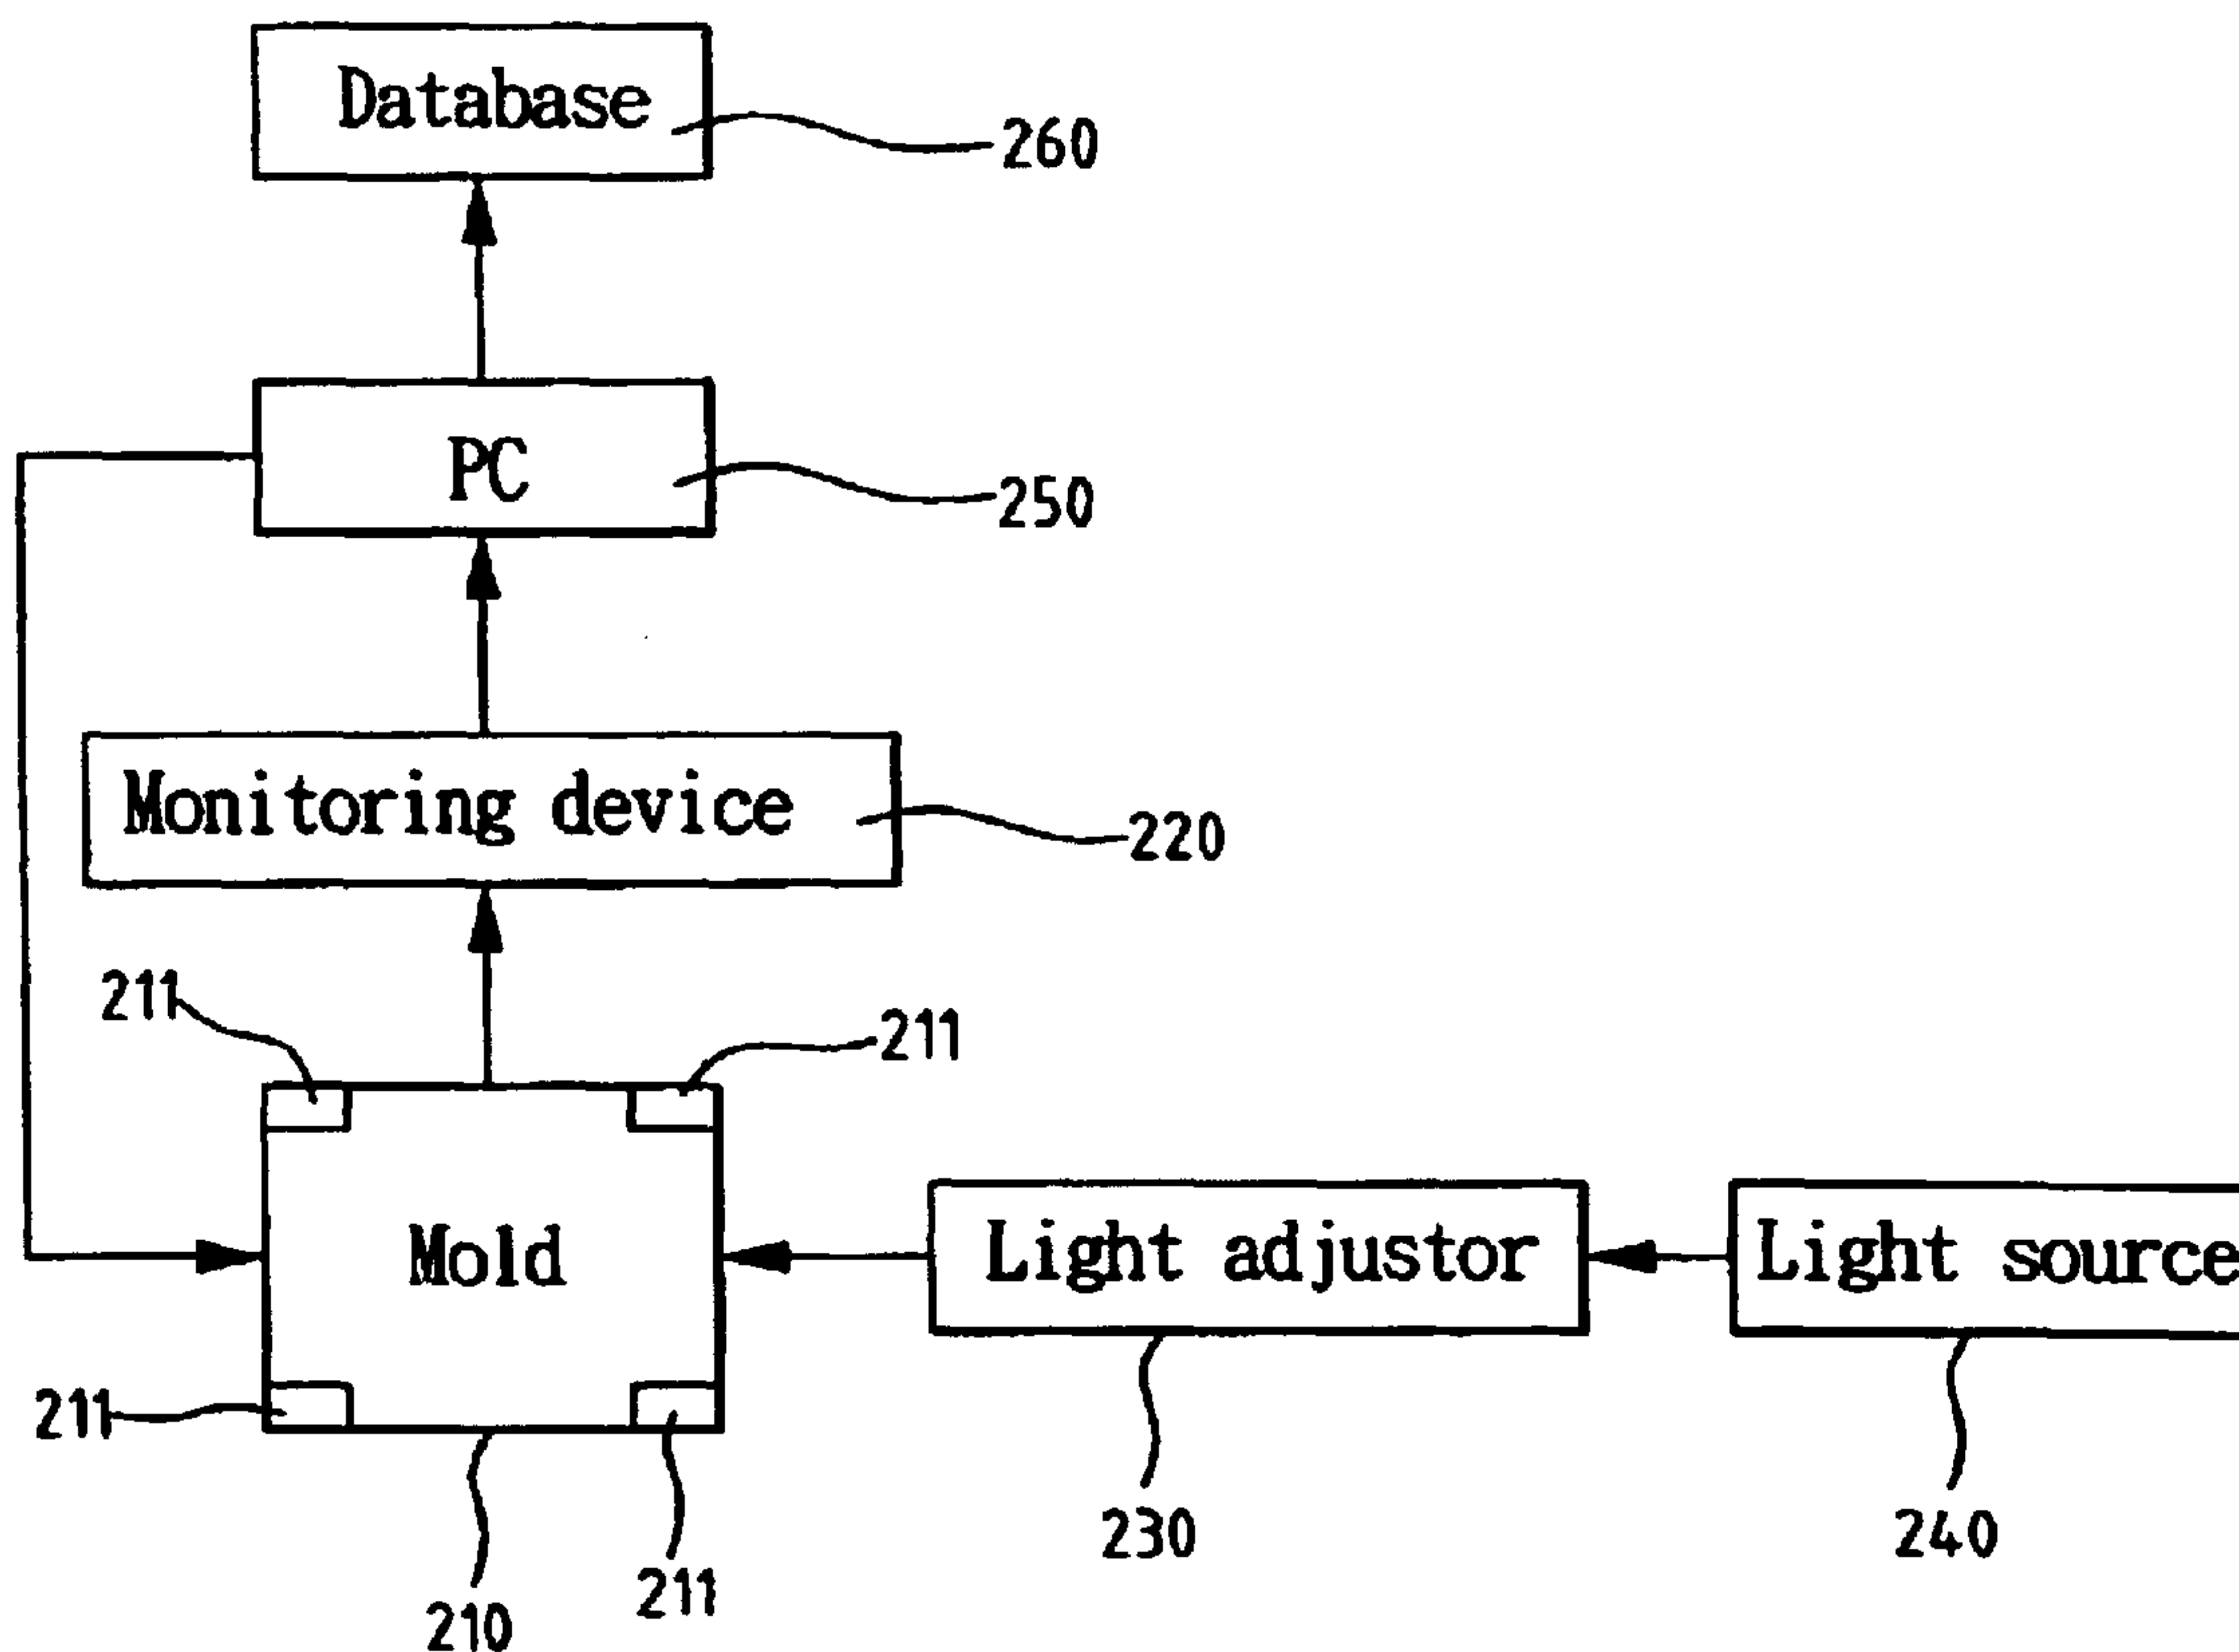 Database
260
PC
250
Monitoring device
220
211
211
Mold
Light adjustor
Light source
211
230
240
211
210